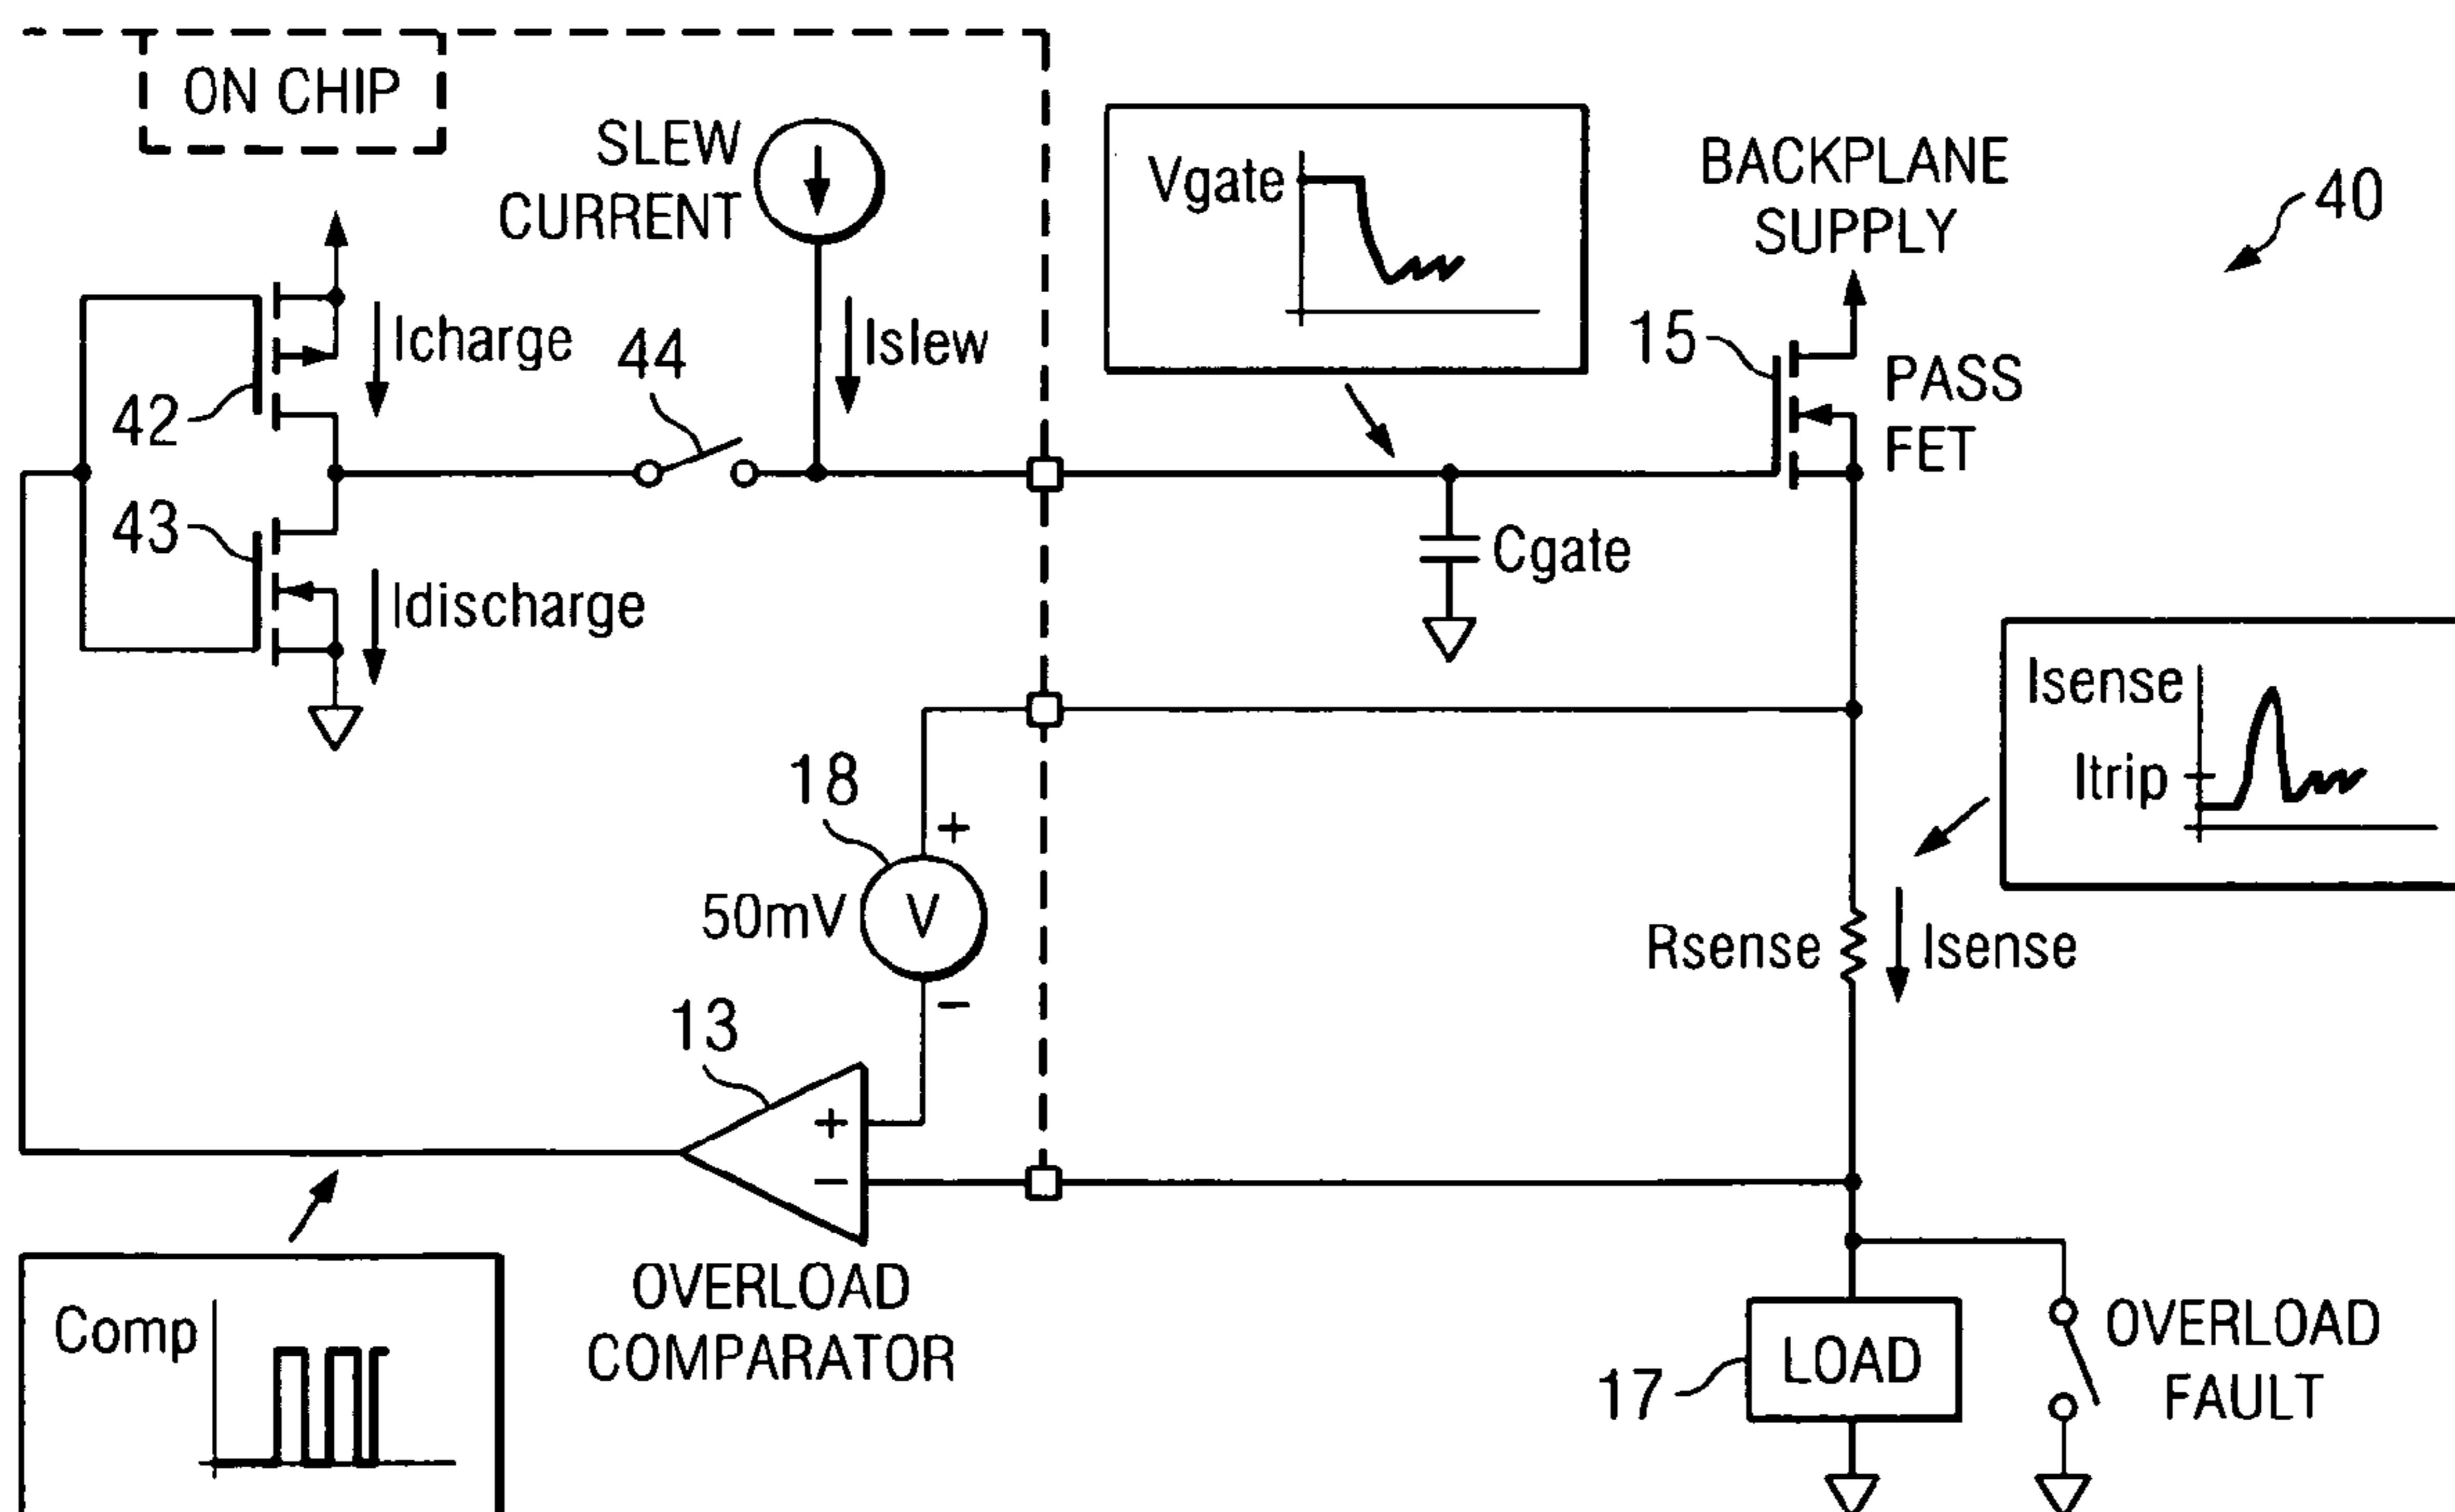 ON CHIP
SLEW
CURRENT
Vgate
BACKPLANE
SUPPLY
40
Icharge
44
Islew
15
PASS
FET
42
43
Cgate
Idischarge
Isense
Itrip
18
+
50mV
V
Rsense
Isense
−
13
+
−
OVERLOAD
COMPARATOR
Comp
LOAD
17
OVERLOAD
FAULT